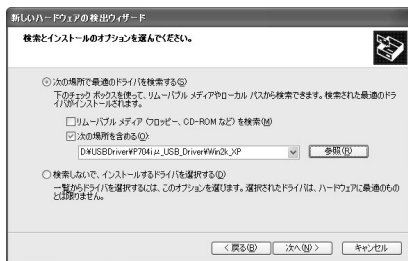 新しいハードウェアの検出ウィザード
検索とインストールのオプションを選んでください。
次の場所で最適のドライバを検索する(S)
下のチェック ボックスを使って、リムーバブル メディアやローカル パスから検索できます。検索された最適のドラ
イバがインストールされます。
リムーバブル メディア (フロッピー、CD-ROM など) を検索(M)
次の場所を含める(O):
D:¥USBDriver¥P704iμ_USB_Driver¥Win2k_XP
参照(R)
検索しないで、インストールするドライバを選択する(D)
一覧からドライバを選択するには、このオプションを選びます。選択されたドライバは、ハードウェアに最適のもの
とは限りません。
< 戻る(B)
次へ(N) >
キャンセル